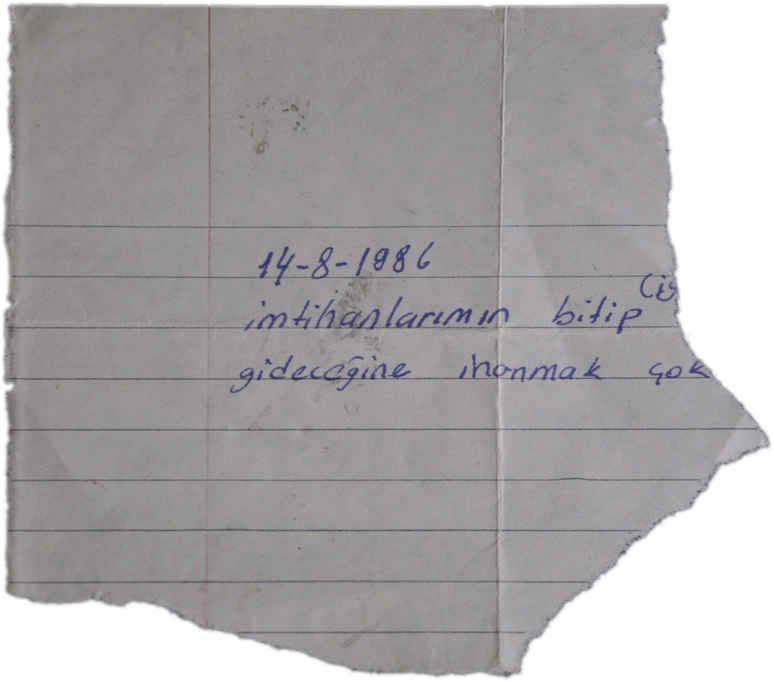 14-8-1986
imtihanlarımın bitip
gideceğine inanmak çok